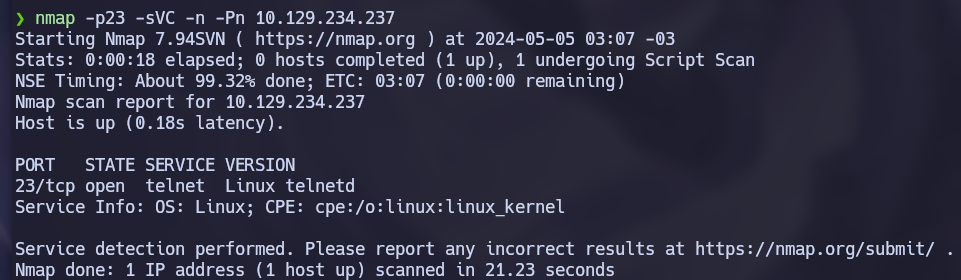 ❯ nmap -p23 -sVC -n -Pn 10.129.234.237
Starting Nmap 7.94SVN ( https://nmap.org ) at 2024-05-05 03:07 -03
Stats: 0:00:18 elapsed; 0 hosts completed (1 up), 1 undergoing Script Scan
NSE Timing: About 99.32% done; ETC: 03:07 (0:00:00 remaining)
Nmap scan report for 10.129.234.237
Host is up (0.18s latency).

PORT   STATE SERVICE VERSION
23/tcp open  telnet  Linux telnetd
Service Info: OS: Linux; CPE: cpe:/o:linux:linux_kernel

Service detection performed. Please report any incorrect results at https://nmap.org/submit/ .
Nmap done: 1 IP address (1 host up) scanned in 21.23 seconds